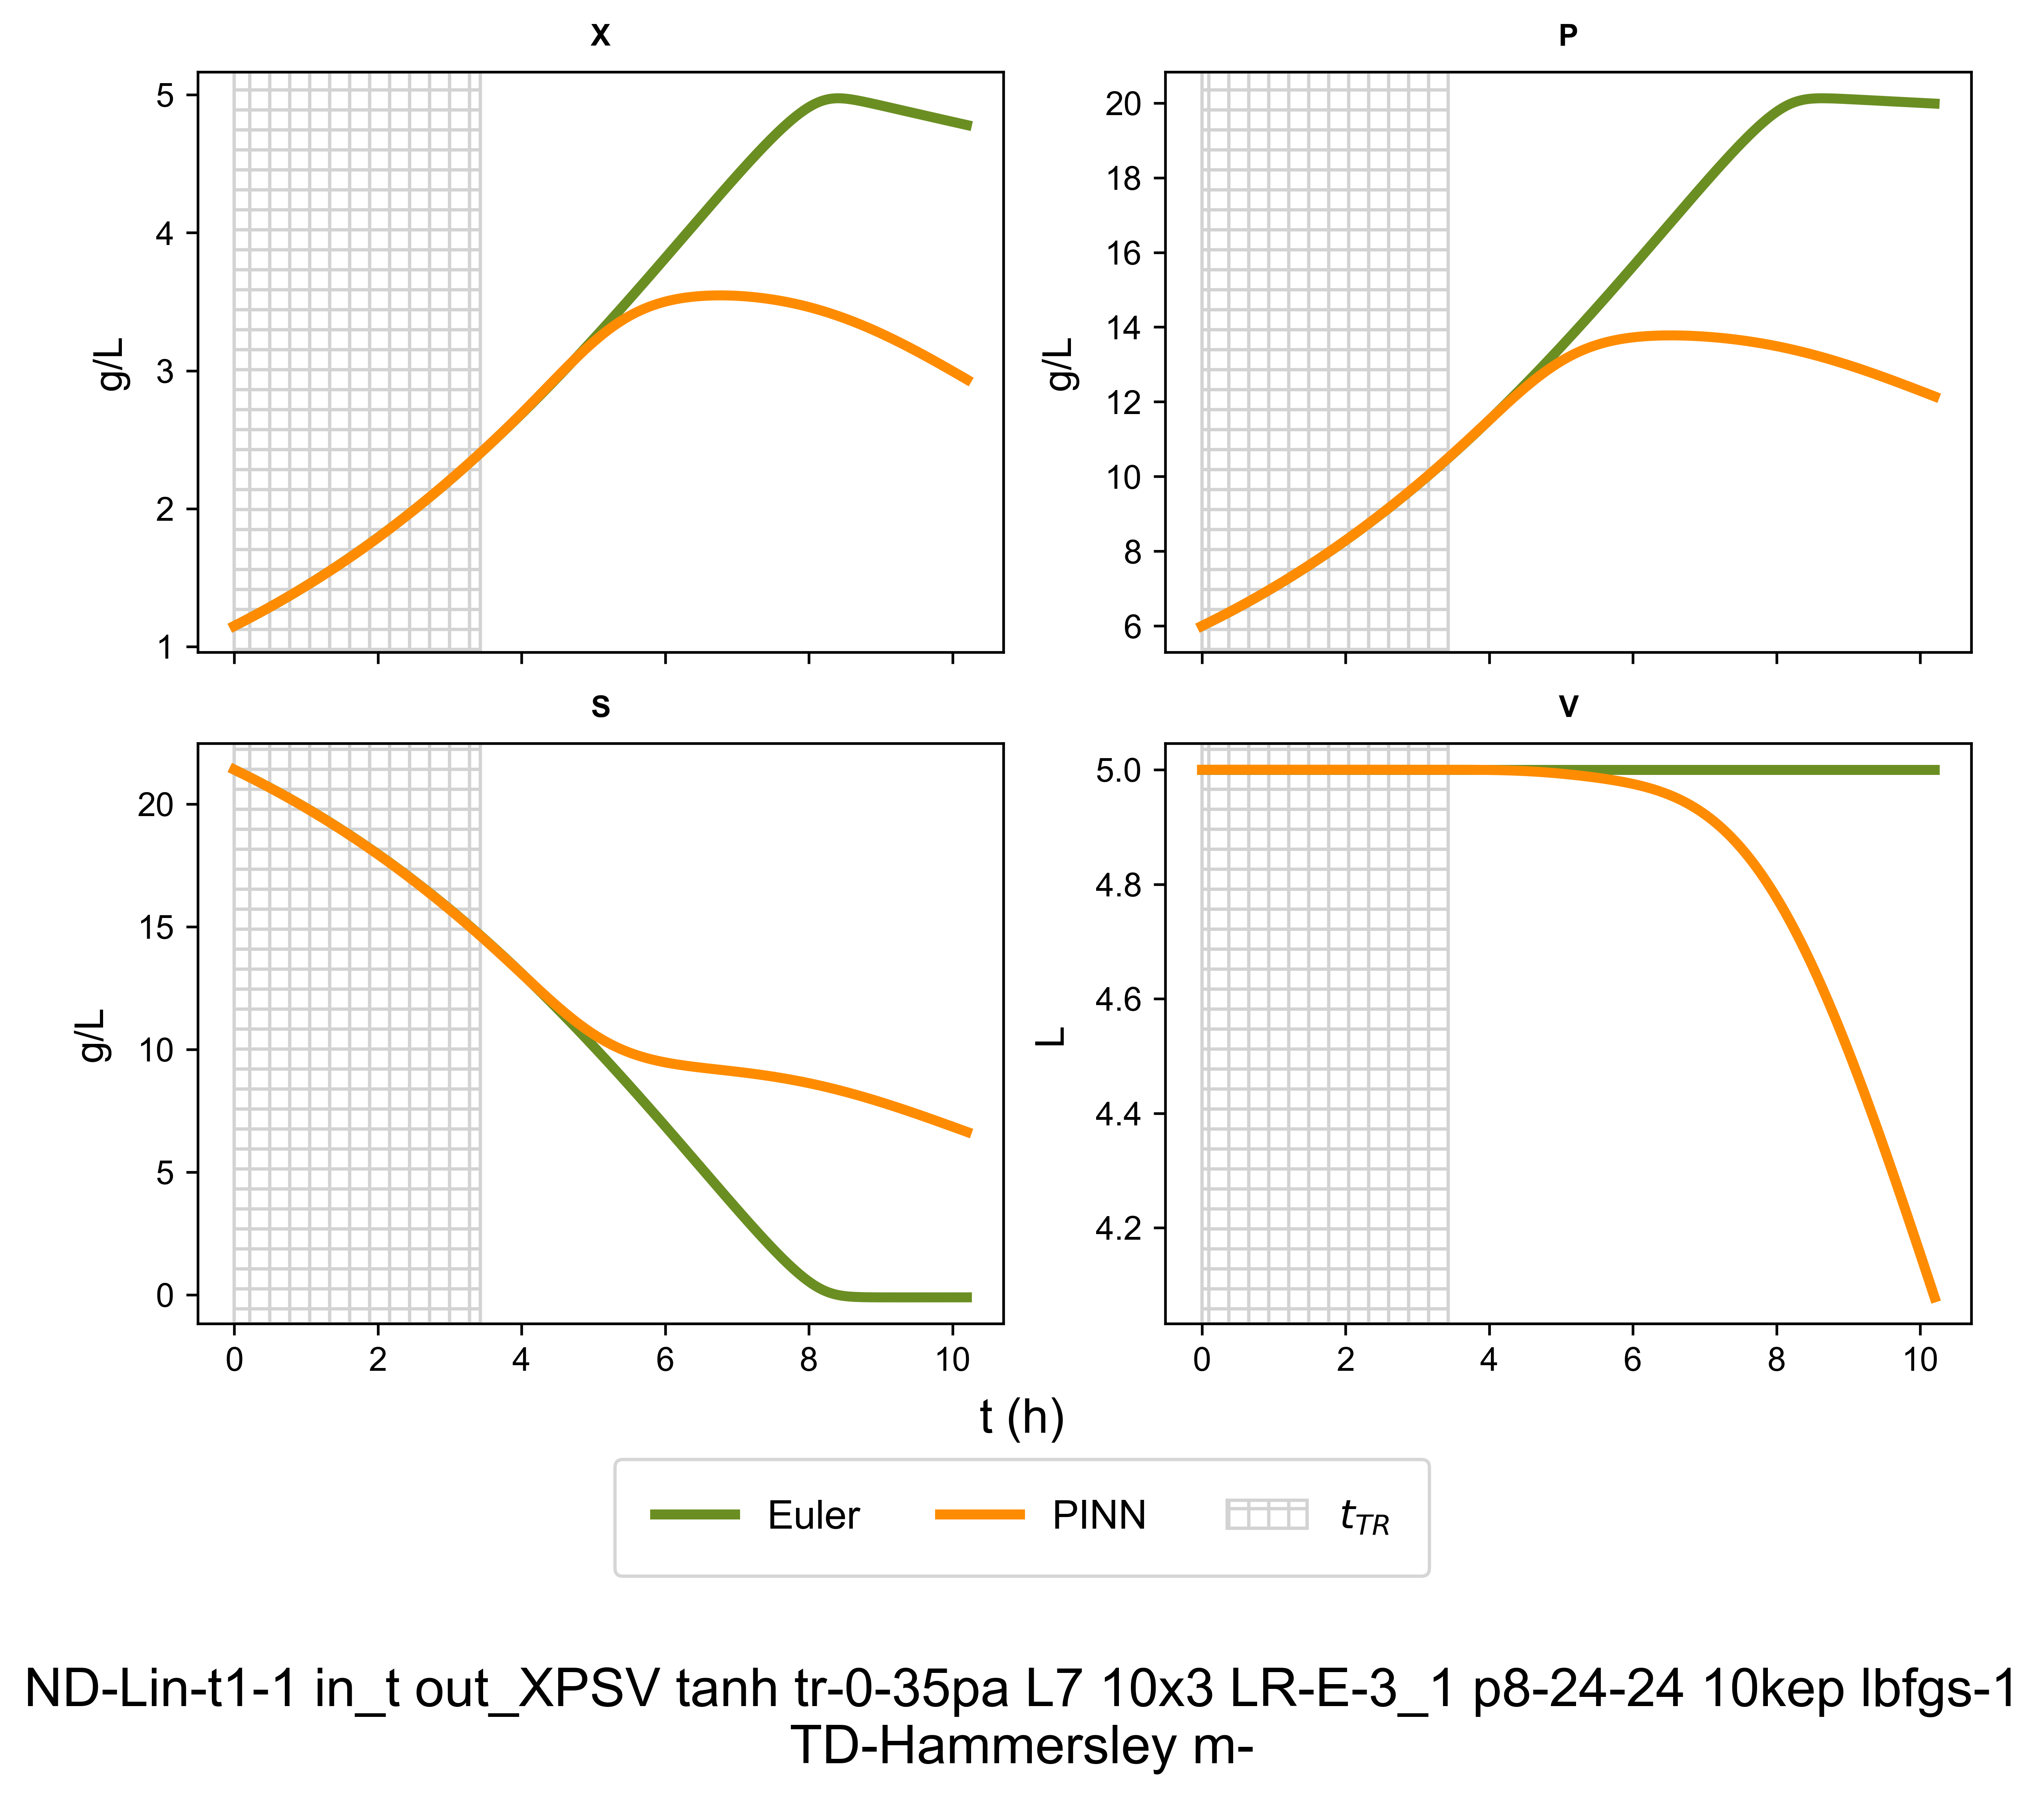 X
P
5
4
3
2
1
g/L
20
18
16
14
12
10
8
6
g/L
S
V
20
15
10
5
0
g/L
5.0
4.8
4.6
4.4
4.2
L
0 2 4 6 8 10
0 2 4 6 8 10
t (h)
Euler PINN t_TR
ND-Lin-t1-1 in_t out_XPSV tanh tr-0-35pa L7 10x3 LR-E-3_1 p8-24-24 10kep lbfgs-1
TD-Hammersley m-